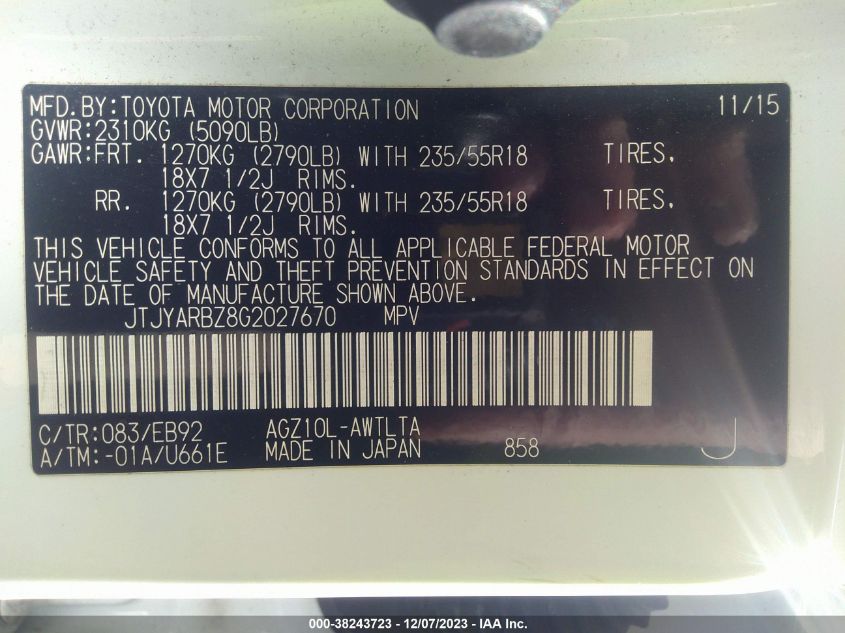 MFD.BY:TOYOTA MOTOR CORPORATION 11/15
GVWR:2310KG (5090LB)
GAWR:FRT. 1270KG (2790LB) WITH 235/55R18 TIRES,
18X7 1/2J RIMS.
RR. 1270KG (2790LB) WITH 235/55R18 TIRES,
18X7 1/2J RIMS.
THIS VEHICLE CONFORMS TO ALL APPLICABLE FEDERAL MOTOR
VEHICLE SAFETY AND THEFT PREVENTION STANDARDS IN EFFECT ON
THE DATE OF MANUFACTURE SHOWN ABOVE.
JTJYARBZ8G2027670 MPV
C/TR:083/EB92 AGZ10L-AWTLTA
A/TM:-01A/U661E MADE IN JAPAN 858 J
000-38243723 - 12/07/2023 - IAA Inc.